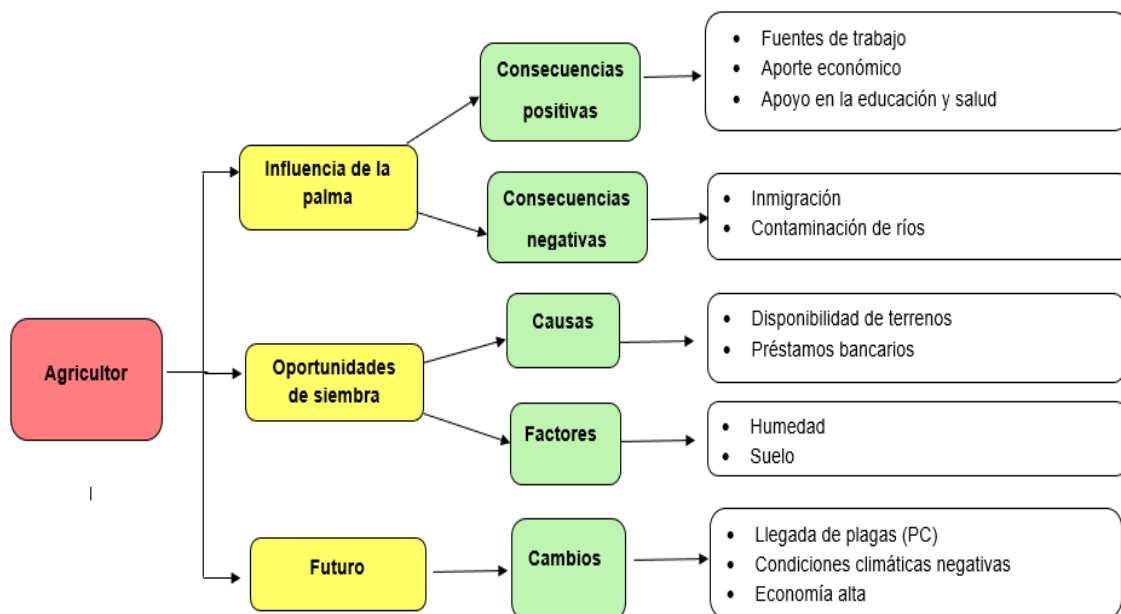 Agricultor
Influencia de la
palma
Consecuencias
positivas
• Fuentes de trabajo
• Aporte económico
• Apoyo en la educación y salud
Consecuencias
negativas
• Inmigración
• Contaminación de ríos
Oportunidades
de siembra
Causas
• Disponibilidad de terrenos
• Préstamos bancarios
Factores
• Humedad
• Suelo
Futuro
Cambios
• Llegada de plagas (PC)
• Condiciones climáticas negativas
• Economía alta